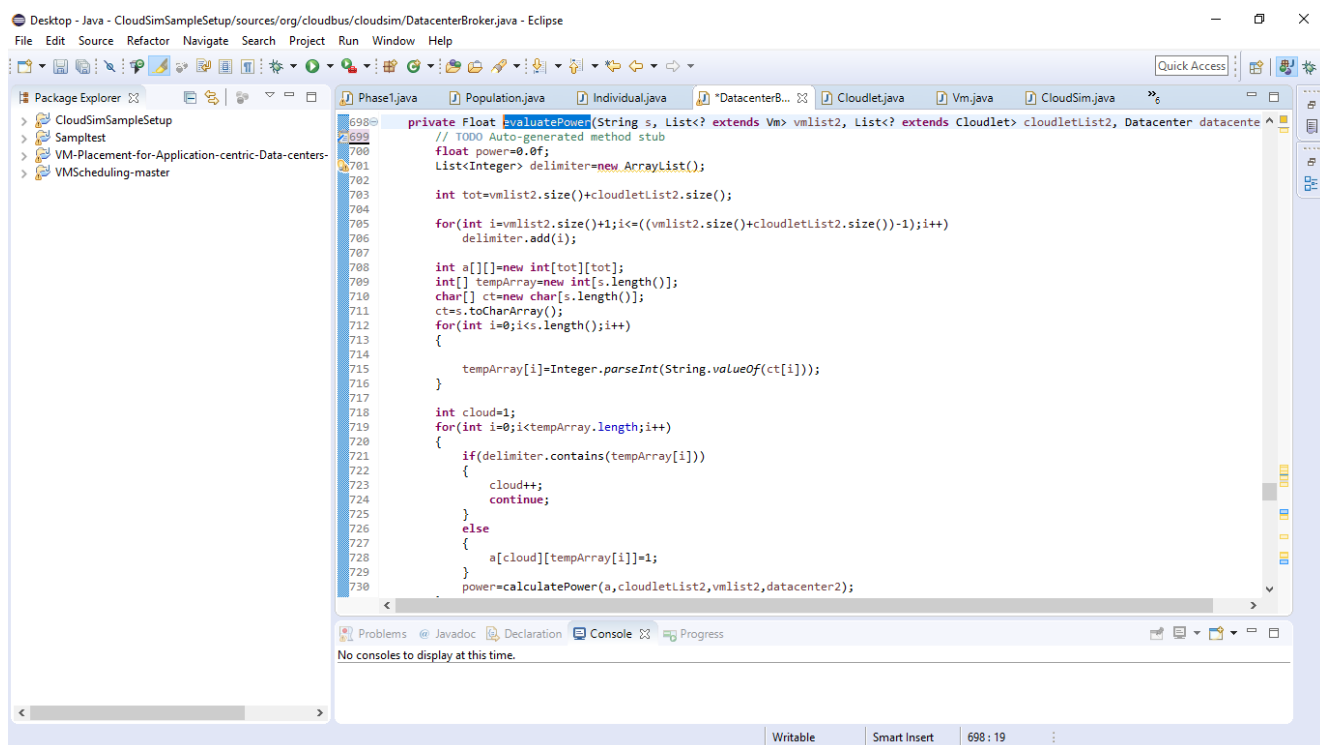 Desktop - Java - CloudSimSampleSetup/sources/org/cloudbus/cloudsim/DatacenterBroker.java - Eclipse
File Edit Source Refactor Navigate Search Project Run Window Help
Quick Access
Package Explorer
Phase1.java Population.java Individual.java *DatacenterB... Cloudlet.java Vm.java CloudSim.java »6
CloudSimSampleSetup
Sampltest
VM-Placement-for-Application-centric-Data-centers-
VMScheduling-master
698 private Float evaluatePower(String s, List<? extends Vm> vmlist2, List<? extends Cloudlet> cloudletList2, Datacenter datacente
699 // TODO Auto-generated method stub
700 float power=0.0f;
701 List<Integer> delimiter=new ArrayList();
702
703 int tot=vmlist2.size()+cloudletList2.size();
704
705 for(int i=vmlist2.size()+1;i<=((vmlist2.size()+cloudletList2.size())-1);i++)
706 delimiter.add(i);
707
708 int a[][]=new int[tot][tot];
709 int[] tempArray=new int[s.length()];
710 char[] ct=new char[s.length()];
711 ct=s.toCharArray();
712 for(int i=0;i<s.length();i++)
713 {
714
715 tempArray[i]=Integer.parseInt(String.valueOf(ct[i]));
716 }
717
718 int cloud=1;
719 for(int i=0;i<tempArray.length;i++)
720 {
721 if(delimiter.contains(tempArray[i]))
722 {
723 cloud++;
724 continue;
725 }
726 else
727 {
728 a[cloud][tempArray[i]]=1;
729 }
730 power=calculatePower(a,cloudletList2,vmlist2,datacenter2);
Problems @ Javadoc Declaration Console Progress
No consoles to display at this time.
Writable Smart Insert 698 : 19